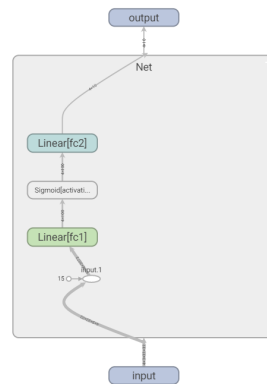 output
Net
Linear[fc2]
Sigmoid[activati...
Linear[fc1]
input.1
15
input